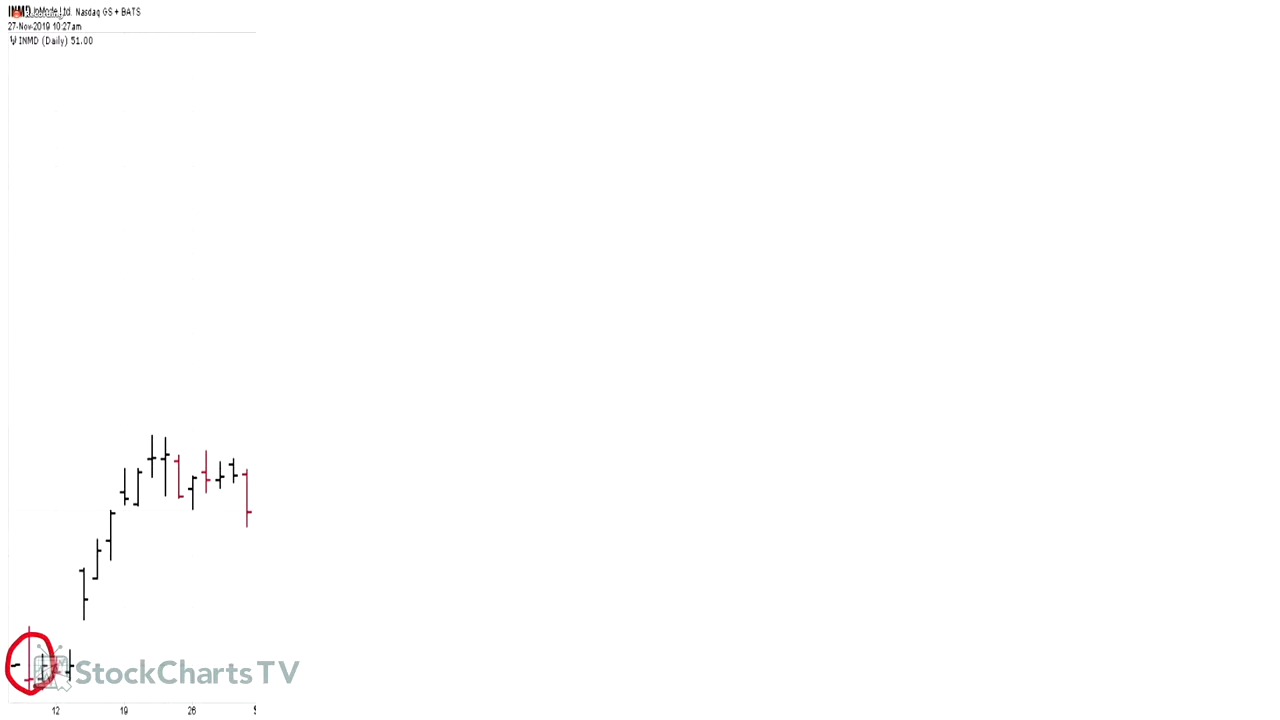 INMD InMode Ltd. Nasdaq GS + BATS
27-Nov-2019 10:27am
INMD (Daily) 51.00
StockCharts TV
12 19 26